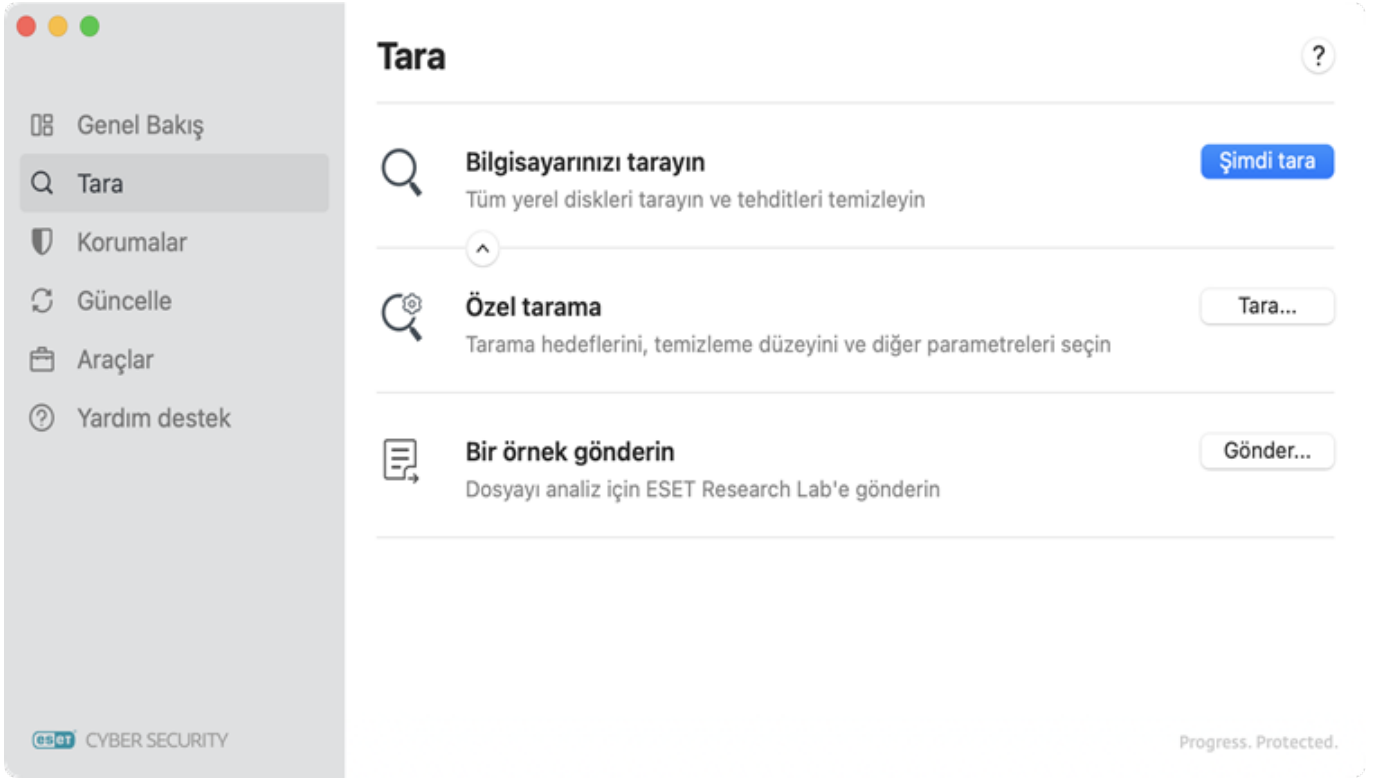 Tara
?
Genel Bakış
Tara
Korumalar
Güncelle
Araçlar
Yardım destek
Bilgisayarınızı tarayın
Şimdi tara
Tüm yerel diskleri tarayın ve tehditleri temizleyin
Özel tarama
Tara...
Tarama hedeflerini, temizleme düzeyini ve diğer parametreleri seçin
Bir örnek gönderin
Gönder...
Dosyayı analiz için ESET Research Lab'e gönderin
eset CYBER SECURITY
Progress. Protected.